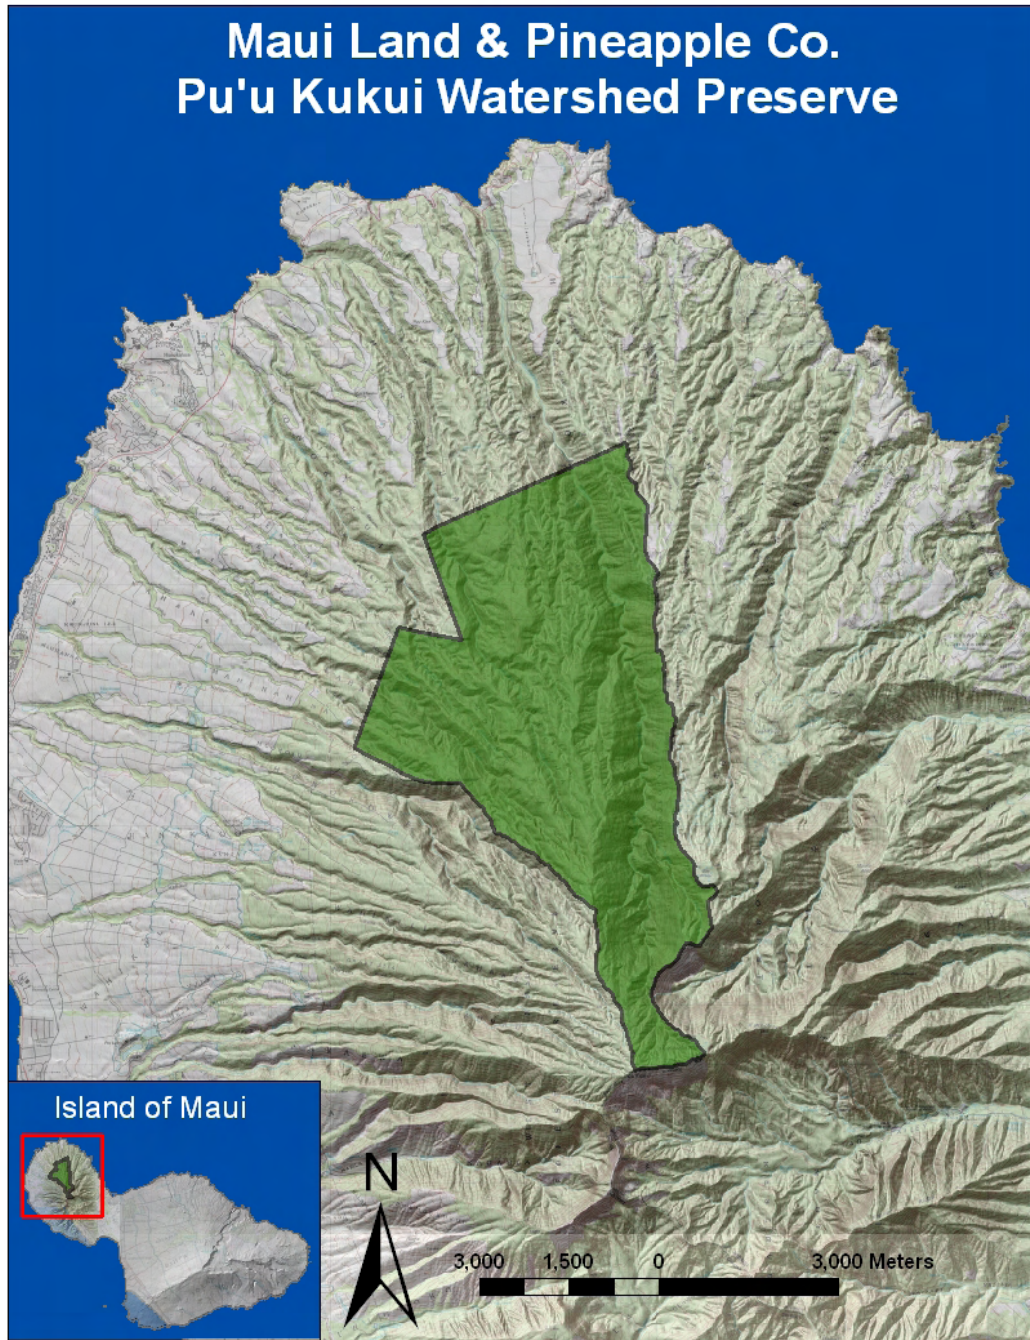 Maui Land & Pineapple Co.
Pu'u Kukui Watershed Preserve
Island of Maui
N
3,000 1,500 0 3,000 Meters